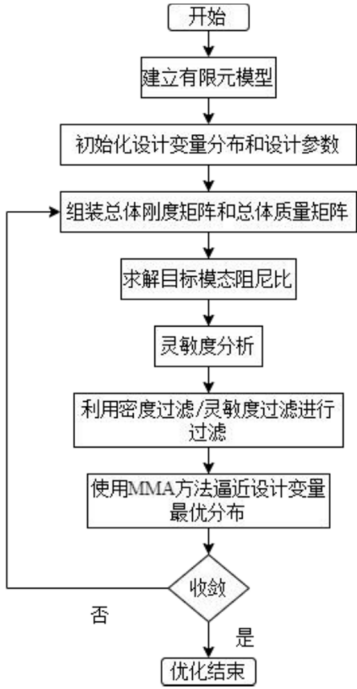 开始
建立有限元模型
初始化设计变量分布和设计参数
组装总体刚度矩阵和总体质量矩阵
求解目标模态阻尼比
灵敏度分析
利用密度过滤/灵敏度过滤进行
过滤
使用MMA方法逼近设计变量
最优分布
收敛
否
是
优化结束